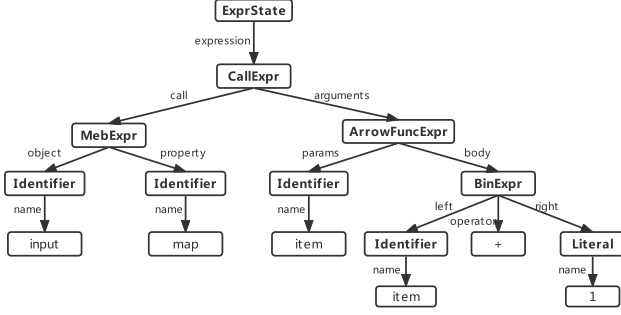 ExprState
expression
CallExpr
call
arguments
MebExpr
ArrowFuncExpr
object
property
params
body
Identifier
Identifier
Identifier
BinExpr
name
name
name
left
operator
right
input
map
item
Identifier
+
Literal
name
name
item
1